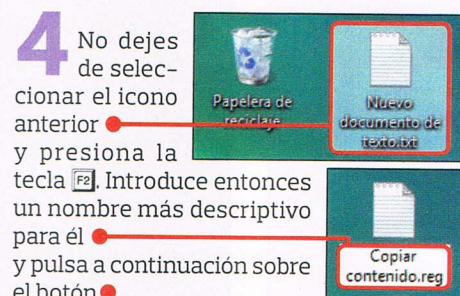 4 No dejes
de selec-
cionar el icono
anterior
y presiona la
tecla F2. Introduce entonces
un nombre más descriptivo
para él
y pulsa a continuación sobre
el botón
Papelera de
reciclaje
Nuevo
documento de
texto.txt
Copiar
contenido.reg